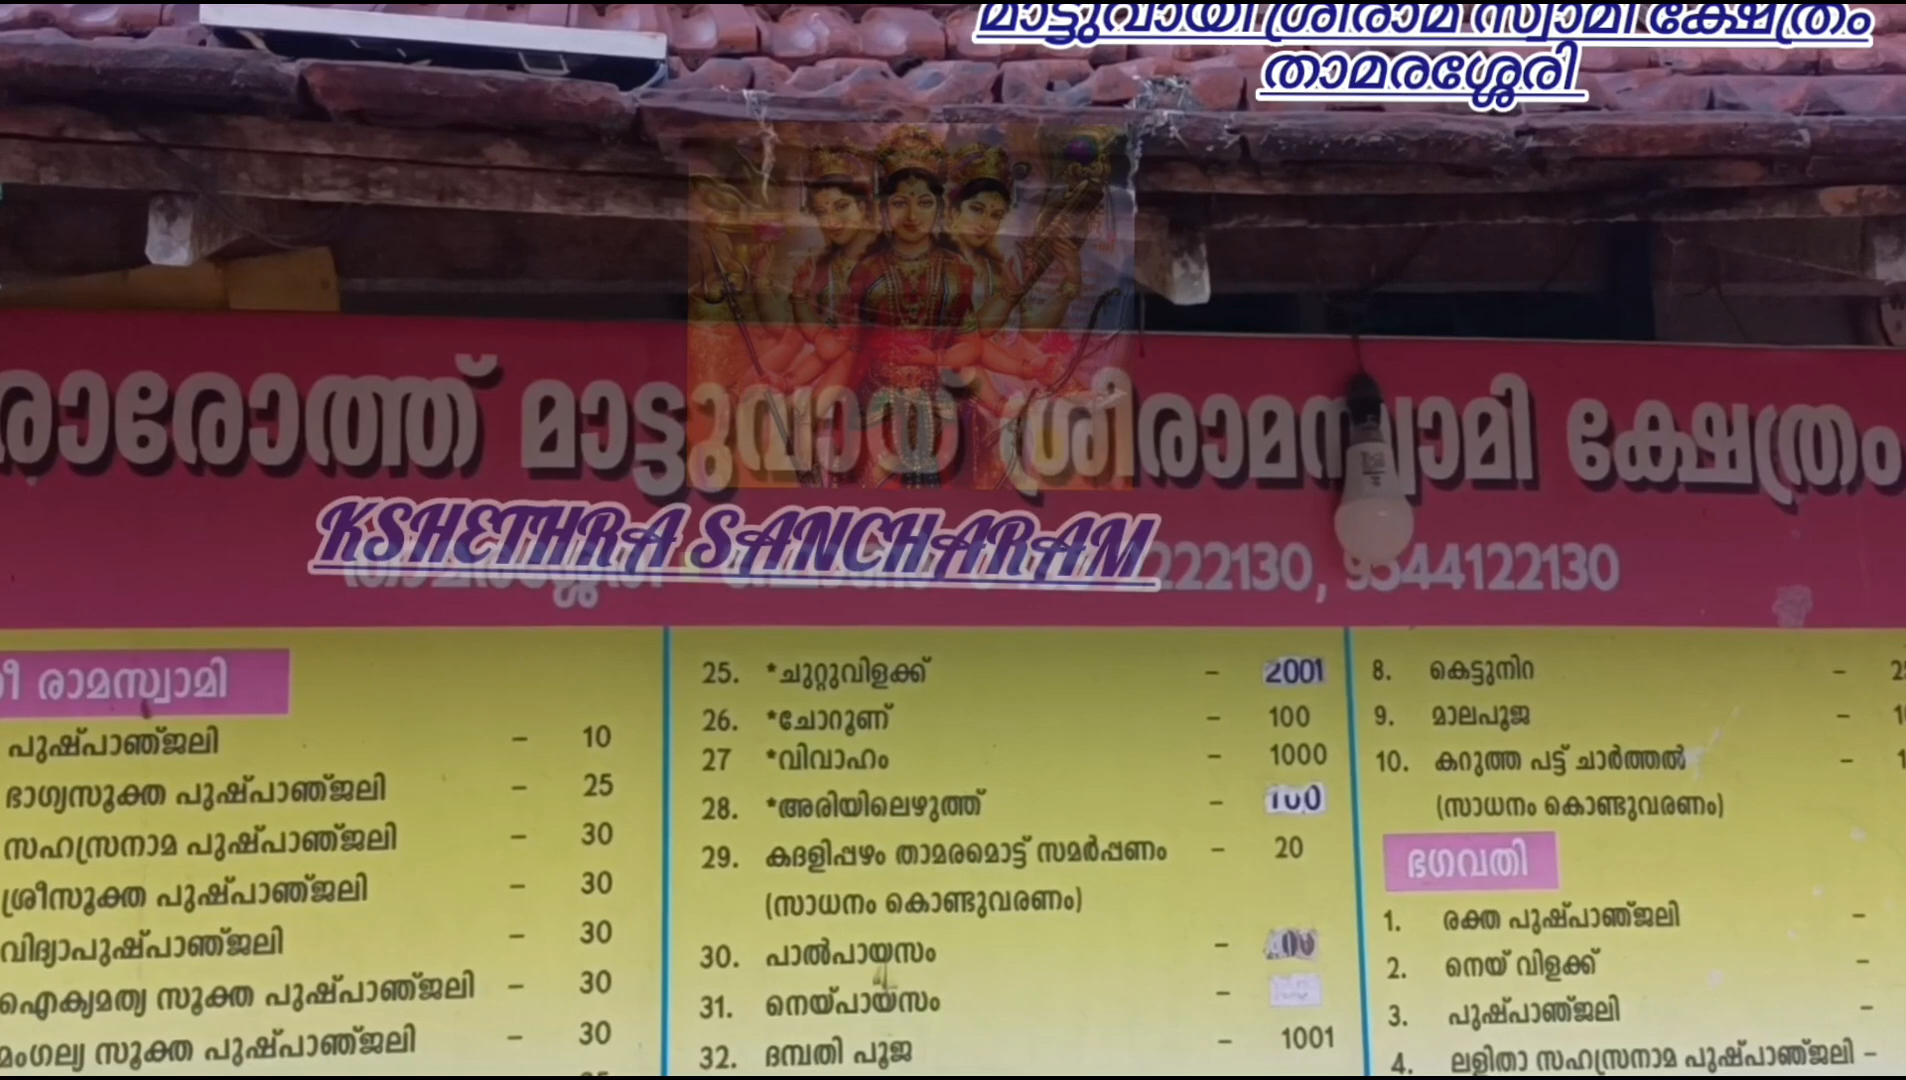 മാട്ടുവായി ശ്രീരാമ സ്വാമി ക്ഷേത്രം
താമരശ്ശേരി
മാട്ടുവായ് ശ്രീരാമസ്വാമി ക്ഷേത്രം
KSHETHRA SANCHARAM
താമരശ്ശേരി 222130, 9544122130
രാമസ്വാമി
പുഷ്പാഞ്ജലി - 10
ഭാഗ്യസൂക്ത പുഷ്പാഞ്ജലി - 25
സഹസ്രനാമ പുഷ്പാഞ്ജലി - 30
ശ്രീസൂക്ത പുഷ്പാഞ്ജലി - 30
വിദ്യാപുഷ്പാഞ്ജലി - 30
ഐക്യമത്യ സൂക്ത പുഷ്പാഞ്ജലി - 30
മംഗല്യ സൂക്ത പുഷ്പാഞ്ജലി - 30
25. *ചുറ്റുവിളക്ക് - 2001
26. *ചോറൂണ് - 100
27 *വിവാഹം - 1000
28. *അരിയിലെഴുത്ത് - 100
29. കദളിപ്പഴം താമരമൊട്ട് സമർപ്പണം - 20
(സാധനം കൊണ്ടുവരണം)
30. പാൽപായസം -
31. നെയ്പായസം -
32. ദമ്പതി പൂജ - 1001
8. കെട്ടുനിറ -
9. മാലപൂജ -
10. കറുത്ത പട്ട് ചാർത്തൽ -
(സാധനം കൊണ്ടുവരണം)
ഭഗവതി
1. രക്ത പുഷ്പാഞ്ജലി -
2. നെയ് വിളക്ക് -
3. പുഷ്പാഞ്ജലി -
4. ലളിതാ സഹസ്രനാമ പുഷ്പാഞ്ജലി -